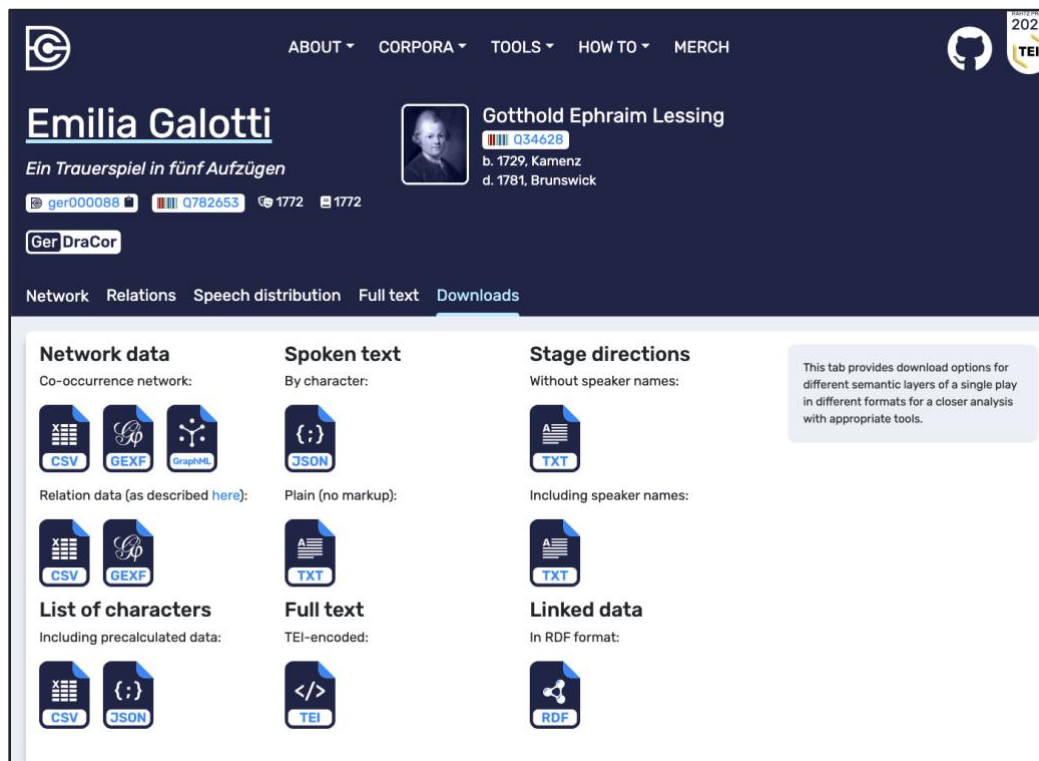 ABOUT CORPORA TOOLS HOW TO MERCH
202
TEI
Emilia Galotti
Ein Trauerspiel in fünf Aufzügen
ger000088 Q782653 1772 1772
Ger DraCor
Gotthold Ephraim Lessing
Q34628
b. 1729, Kamenz
d. 1781, Brunswick
Network Relations Speech distribution Full text Downloads
Network data
Co-occurrence network:
CSV GEXF GraphML
Relation data (as described here):
CSV GEXF
List of characters
Including precalculated data:
CSV JSON
Spoken text
By character:
JSON
Plain (no markup):
TXT
Full text
TEI-encoded:
TEI
Stage directions
Without speaker names:
TXT
Including speaker names:
TXT
Linked data
In RDF format:
RDF
This tab provides download options for
different semantic layers of a single play
in different formats for a closer analysis
with appropriate tools.